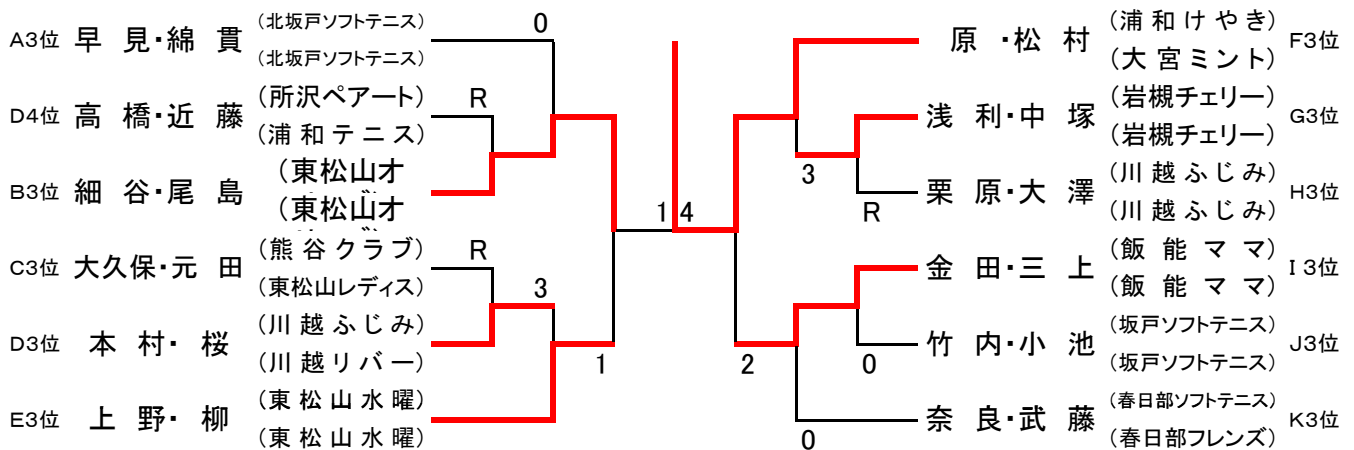 A3位 早見・綿貫 (北坂戸ソフトテニス)
(北坂戸ソフトテニス)
0
D4位 高橋・近藤 (所沢ペアート)
(浦和テニス)
R
B3位 細谷・尾島 (東松山オ
(東松山オ
C3位 大久保・元田 (熊谷クラブ)
(東松山レディス)
R
3
D3位 本村・桜 (川越ふじみ)
(川越リバー)
1
E3位 上野・柳 (東松山水曜)
(東松山水曜)
1 4
原・松村 (浦和けやき) F3位
(大宮ミント)
浅利・中塚 (岩槻チェリー) G3位
(岩槻チェリー)
3
栗原・大澤 (川越ふじみ) H3位
(川越ふじみ)
R
金田・三上 (飯能ママ) I3位
(飯能ママ)
竹内・小池 (坂戸ソフトテニス) J3位
(坂戸ソフトテニス)
2
0
奈良・武藤 (春日部ソフトテニス) K3位
(春日部フレンズ)
0